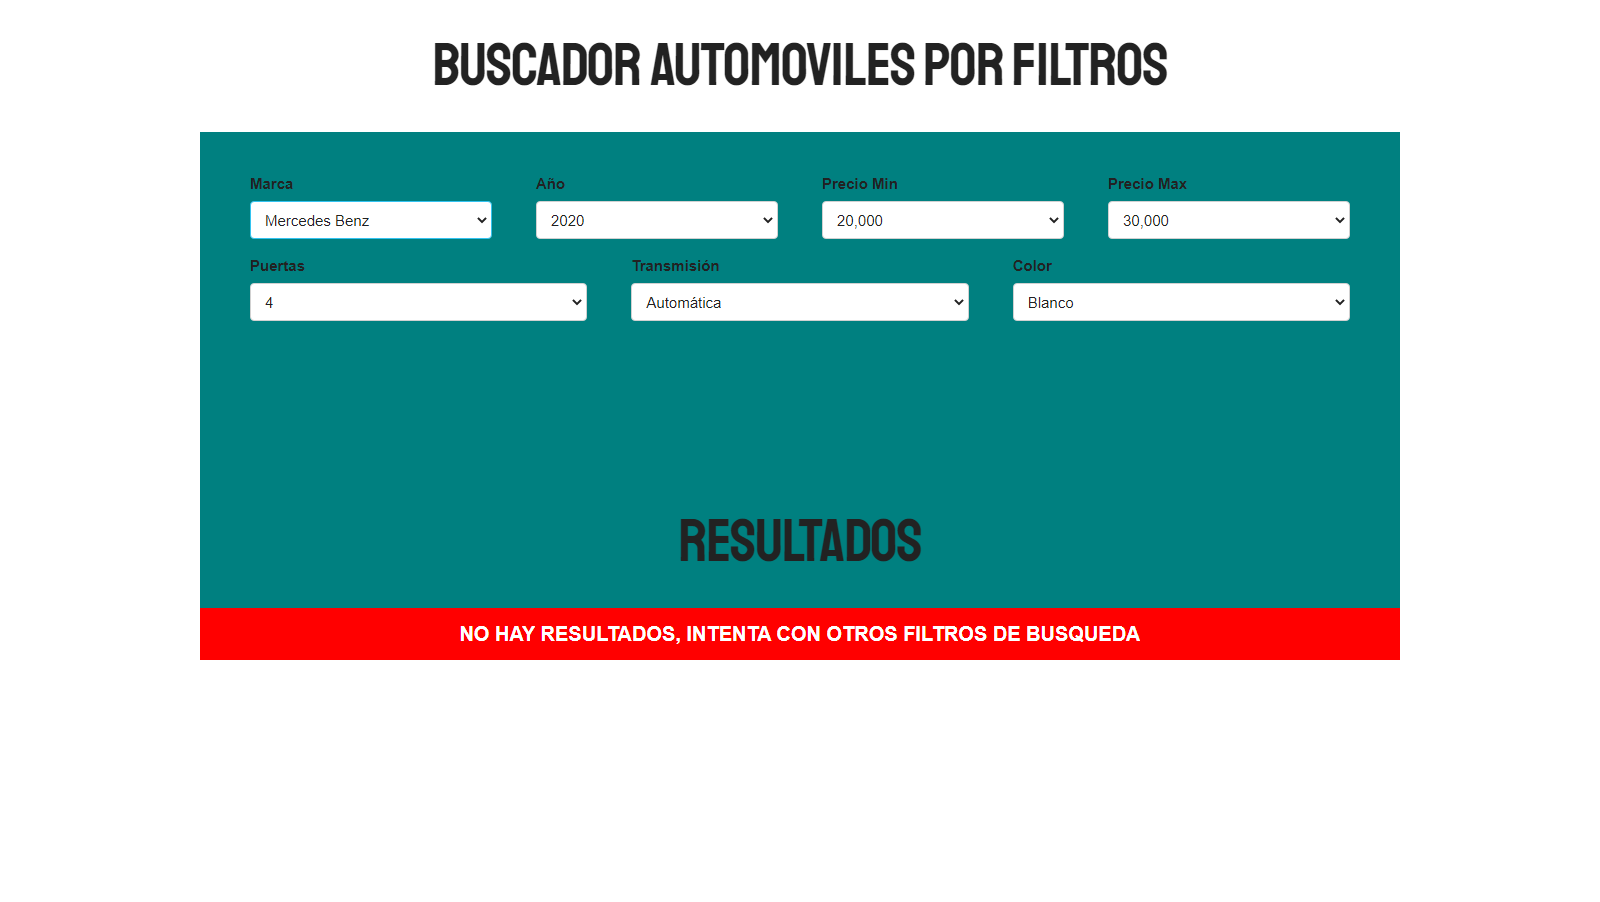 BUSCADOR AUTOMOVILES POR FILTROS
Marca Año Precio Min Precio Max
Mercedes Benz 2020 20,000 30,000
Puertas Transmisión Color
4 Automática Blanco
RESULTADOS
NO HAY RESULTADOS, INTENTA CON OTROS FILTROS DE BUSQUEDA